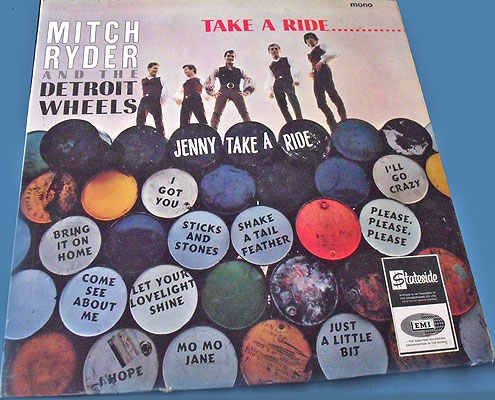 mono
TAKE A RIDE............
MITCH
RYDER
AND THE
DETROIT
WHEELS
JENNY TAKE A RIDE
I GOT
YOU
I'LL
GO
CRAZY
BRING
IT ON
HOME
STICKS
AND
STONES
SHAKE
A TAIL
FEATHER
PLEASE,
PLEASE,
PLEASE
COME
SEE
ABOUT
ME
LET YOUR
LOVELIGHT
SHINE
Stateside
EMI
I HOPE
MO MO
JANE
JUST
A LITTLE
BIT